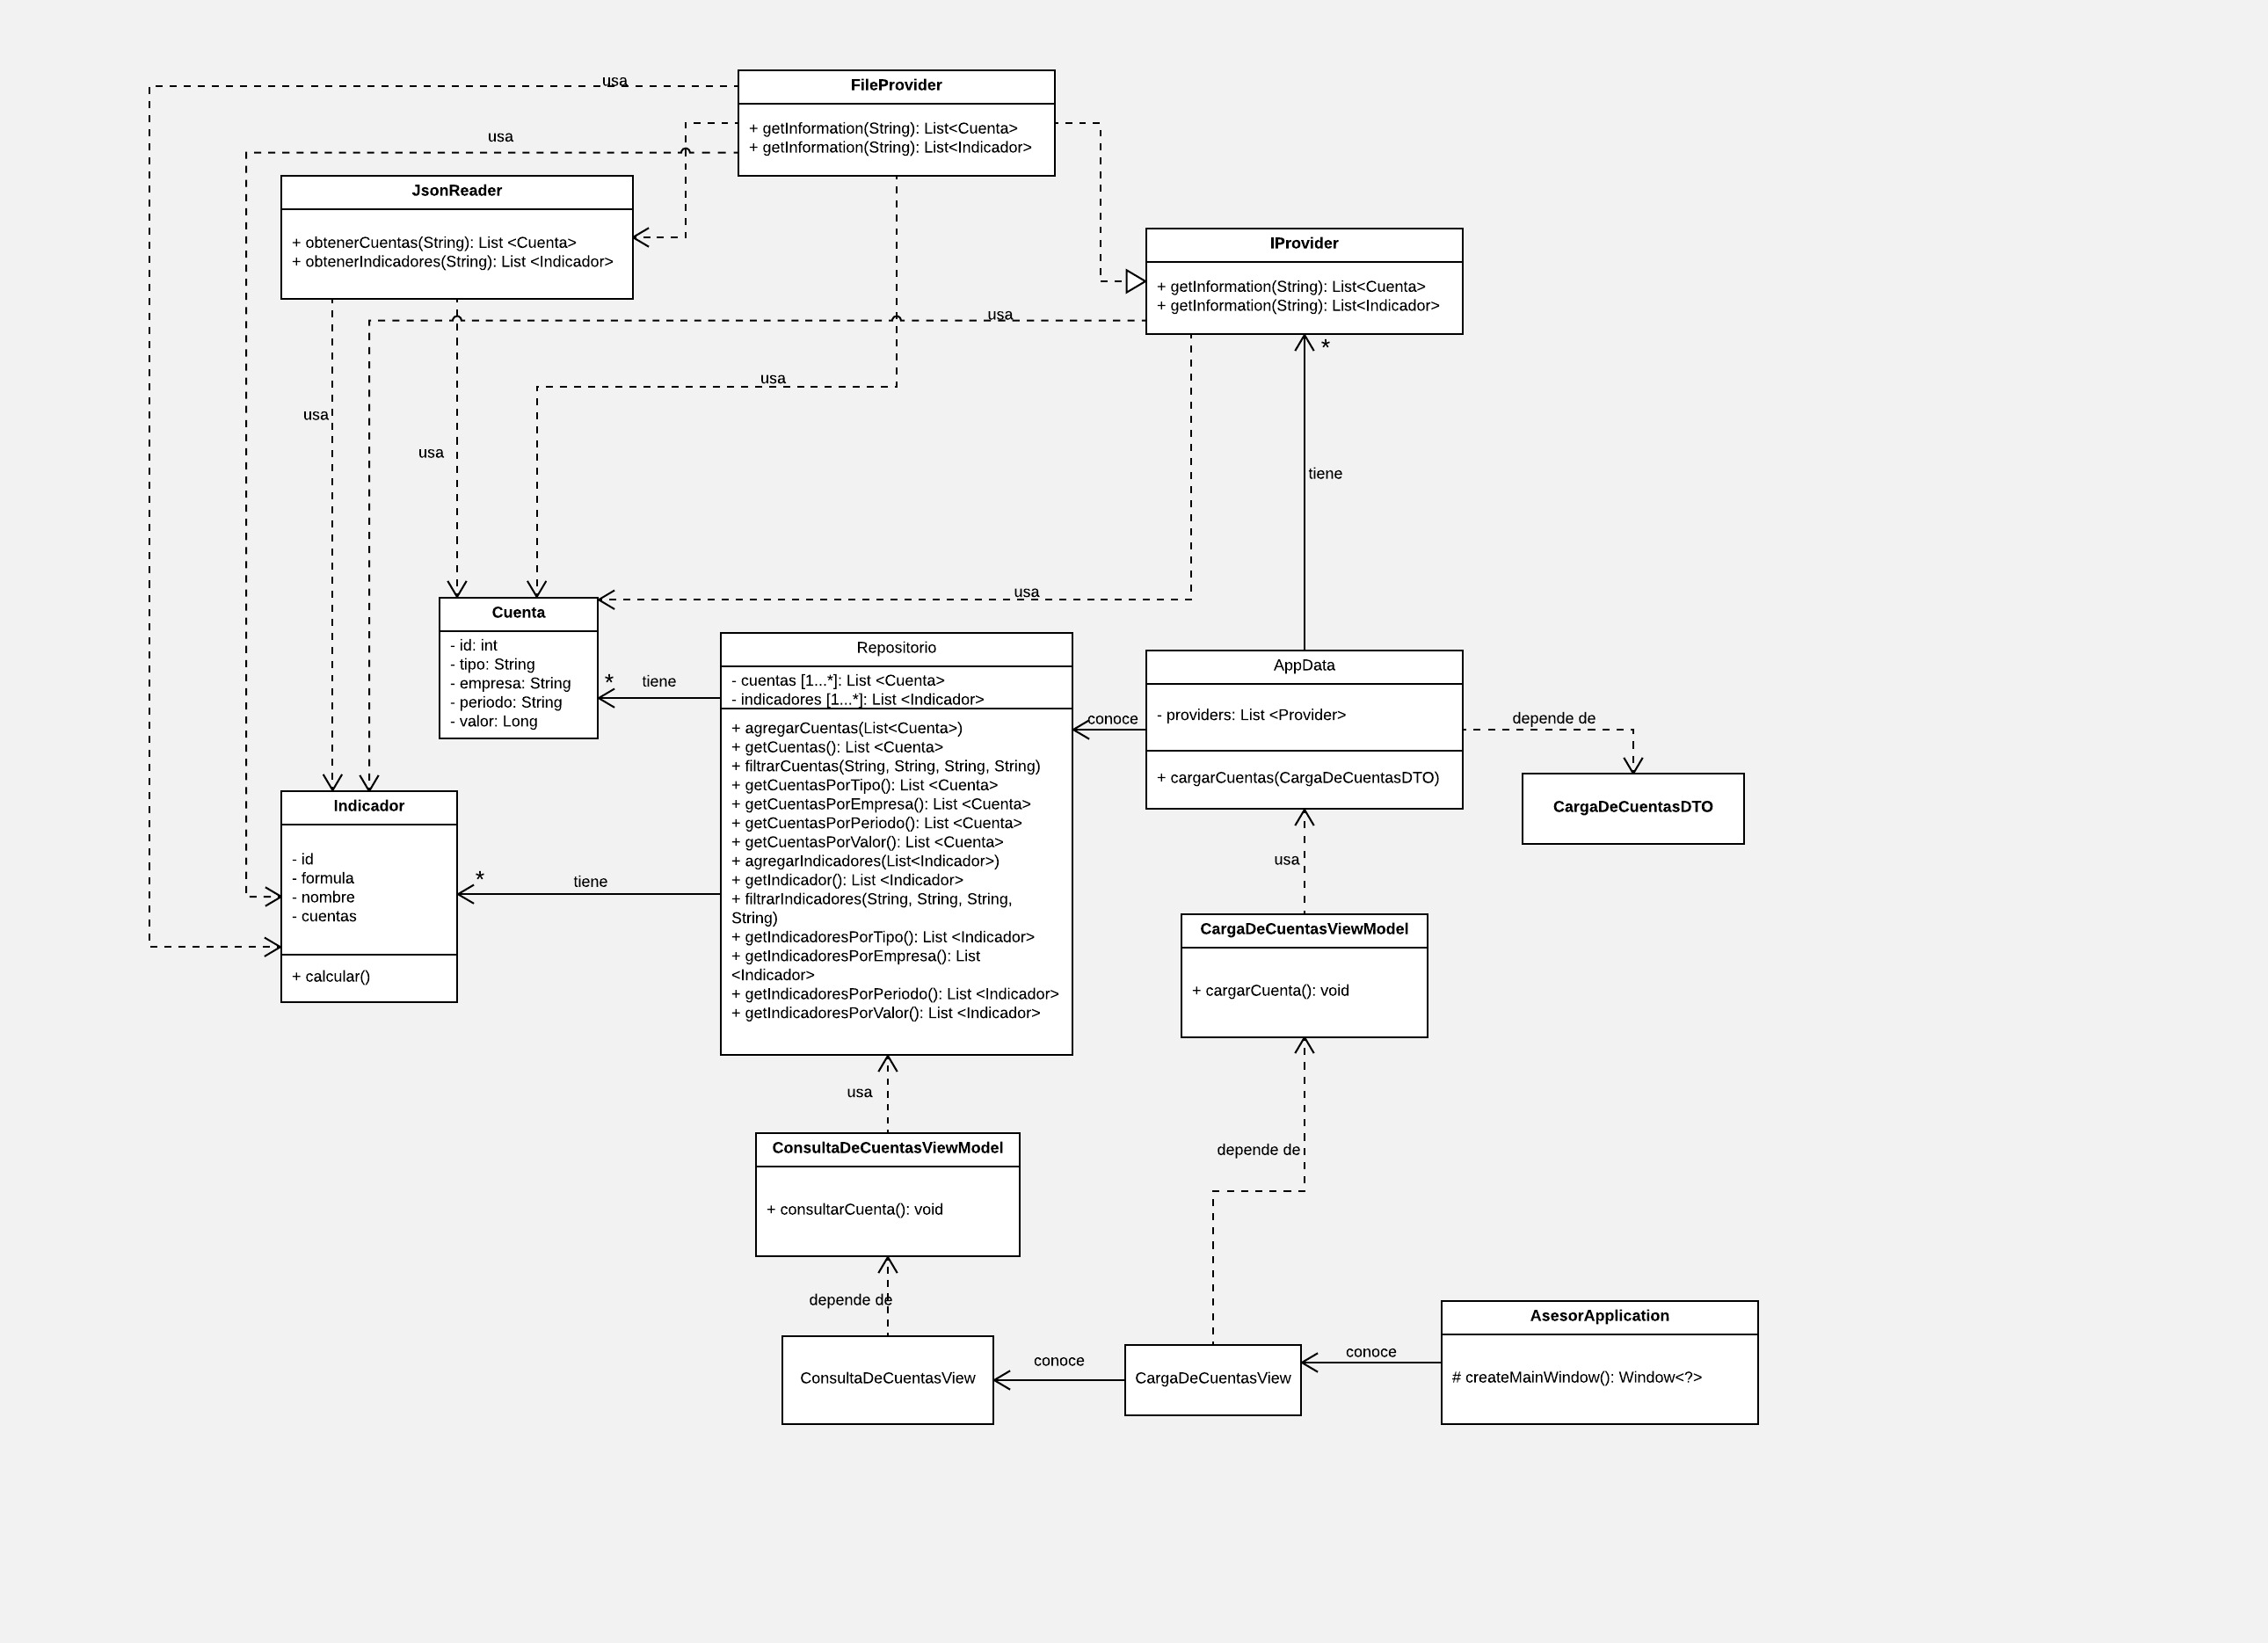 usa
FileProvider
+ getInformation(String): List<Cuenta>
+ getInformation(String): List<Indicador>
usa
JsonReader
+ obtenerCuentas(String): List <Cuenta>
+ obtenerIndicadores(String): List <Indicador>
IProvider
+ getInformation(String): List<Cuenta>
+ getInformation(String): List<Indicador>
usa
*
usa
usa
usa
tiene
usa
Cuenta
- id: int
- tipo: String
- empresa: String
- periodo: String
- valor: Long
*
tiene
Repositorio
- cuentas [1...*]: List <Cuenta>
- indicadores [1...*]: List <Indicador>
+ agregarCuentas(List<Cuenta>)
+ getCuentas(): List <Cuenta>
+ filtrarCuentas(String, String, String, String)
+ getCuentasPorTipo(): List <Cuenta>
+ getCuentasPorEmpresa(): List <Cuenta>
+ getCuentasPorPeriodo(): List <Cuenta>
+ getCuentasPorValor(): List <Cuenta>
+ agregarIndicadores(List<Indicador>)
+ getIndicador(): List <Indicador>
+ filtrarIndicadores(String, String, String,
String)
+ getIndicadoresPorTipo(): List <Indicador>
+ getIndicadoresPorEmpresa(): List
<Indicador>
+ getIndicadoresPorPeriodo(): List <Indicador>
+ getIndicadoresPorValor(): List <Indicador>
conoce
AppData
- providers: List <Provider>
+ cargarCuentas(CargaDeCuentasDTO)
depende de
CargaDeCuentasDTO
Indicador
- id
- formula
- nombre
- cuentas
+ calcular()
*
tiene
usa
CargaDeCuentasViewModel
+ cargarCuenta(): void
usa
ConsultaDeCuentasViewModel
+ consultarCuenta(): void
depende de
depende de
ConsultaDeCuentasView
conoce
CargaDeCuentasView
conoce
AsesorApplication
# createMainWindow(): Window<?>